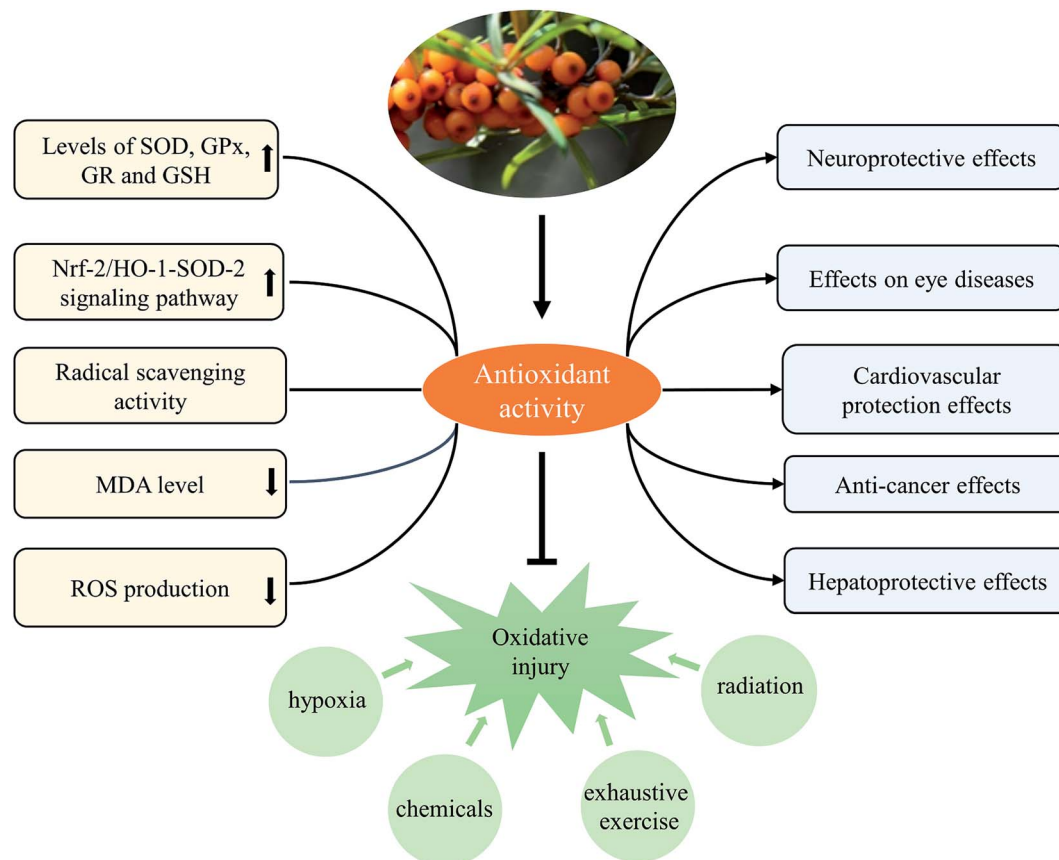 Levels of SOD, GPx,
GR and GSH
Nrf-2/HO-1-SOD-2
signaling pathway
Radical scavenging
activity
MDA level
ROS production
Antioxidant
activity
Neuroprotective effects
Effects on eye diseases
Cardiovascular
protection effects
Anti-cancer effects
Hepatoprotective effects
Oxidative
injury
hypoxia
chemicals
exhaustive
exercise
radiation